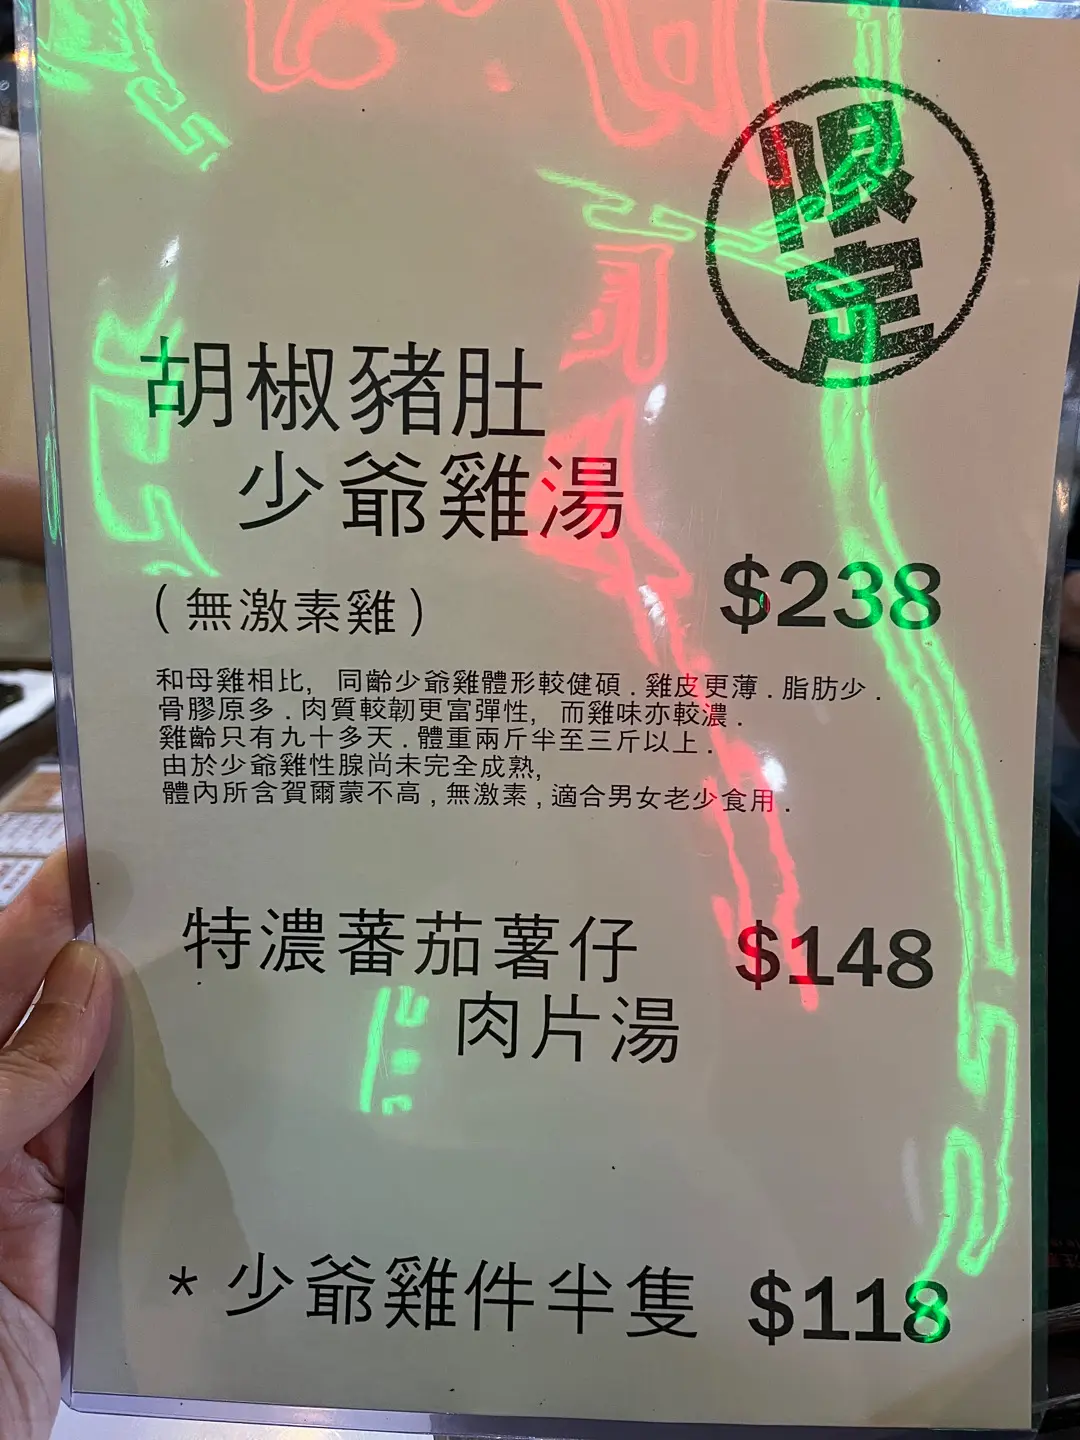 限定
胡椒豬肚
少爺雞湯
(無激素雞)
$238
和母雞相比, 同齡少爺雞體形較健碩.雞皮更薄.脂肪少.
骨膠原多.肉質較韌更富彈性, 而雞味亦較濃.
雞齡只有九十多天.體重兩斤半至三斤以上.
由於少爺雞性腺尚未完全成熟,
體內所含賀爾蒙不高,無激素,適合男女老少食用.
特濃蕃茄薯仔 $148
肉片湯
*少爺雞件半隻 $118